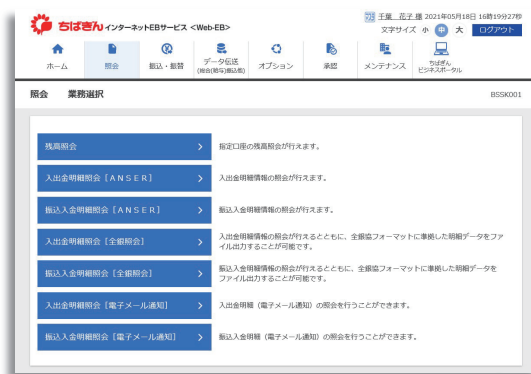 ちばぎん インターネットEBサービス <Web-EB>
千葉 花子 様 2021年05月18日 16時19分27秒
文字サイズ 小 中 大 ログアウト
ホーム 照会 振込・振替 データ伝送 オプション 承認 メンテナンス ちばぎん
(総合(給与)振込他) ビジネスポータル
照会 業務選択 BSSK001
残高照会 指定口座の残高照会が行えます。
入出金明細照会［ＡＮＳＥＲ］ 入出金明細情報の照会が行えます。
振込入金明細照会［ＡＮＳＥＲ］ 振込入金明細情報の照会が行えます。
入出金明細照会［全銀照会］ 入出金明細情報の照会が行えるとともに、全銀協フォーマットに準拠した明細データをファ
イル出力することが可能です。
振込入金明細照会［全銀照会］ 振込入金明細情報の照会が行えるとともに、全銀協フォーマットに準拠した明細データを
ファイル出力することが可能です。
入出金明細照会［電子メール通知］ 入出金明細（電子メール通知）の照会を行うことができます。
振込入金明細照会［電子メール通知］ 振込入金明細（電子メール通知）の照会を行うことができます。